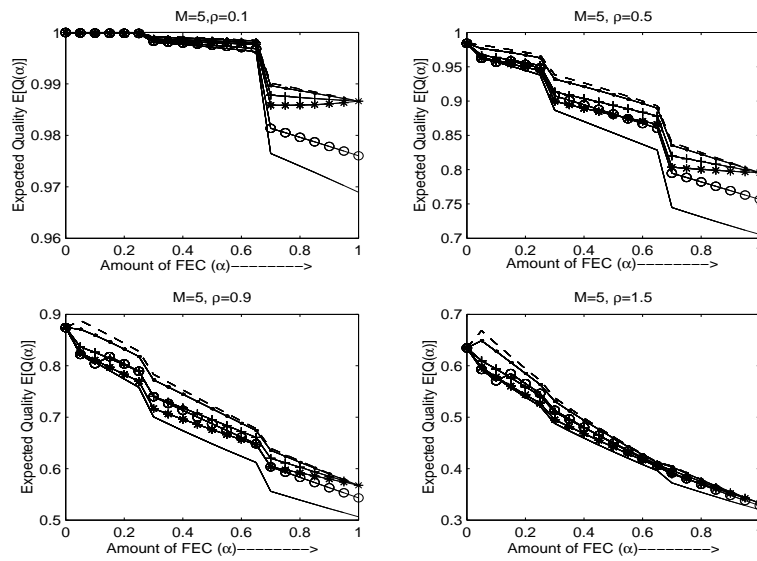 M=5,ρ=0.1
Expected Quality E[Q(α)]
1
0.99
0.98
0.97
0.96
0 0.2 0.4 0.6 0.8 1
Amount of FEC (α)−−−−−−−−>
M=5, ρ=0.5
Expected Quality E[Q(α)]
1
0.95
0.9
0.85
0.8
0.75
0.7
0 0.2 0.4 0.6 0.8
Amount of FEC (α)−−−−−−−−>
M=5, ρ=0.9
Expected Quality E[Q(α)]
0.9
0.8
0.7
0.6
0.5
0 0.2 0.4 0.6 0.8 1
Amount of FEC (α)−−−−−−−−>
M=5, ρ=1.5
Expected Quality E[Q(α)]
0.7
0.6
0.5
0.4
0.3
0 0.2 0.4 0.6 0.8
Amount of FEC (α)−−−−−−−−>